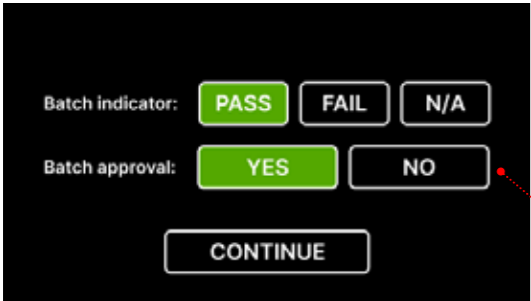 Batch indicator: PASS FAIL N/A
Batch approval: YES NO
CONTINUE